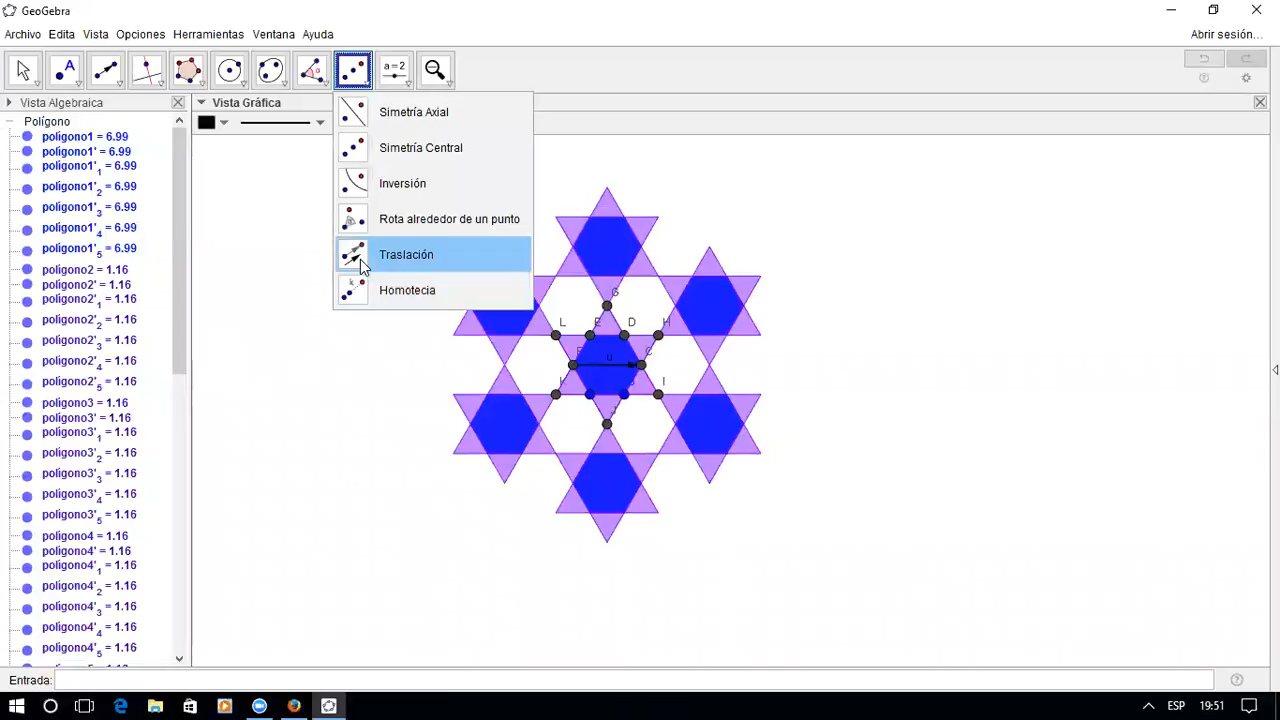 GeoGebra
Archivo Edita Vista Opciones Herramientas Ventana Ayuda
Abrir sesión...
a = 2
Vista Algebraica
Vista Gráfica
Polígono
polígono1 = 6.99
polígono1' = 6.99
polígono1'1 = 6.99
polígono1'2 = 6.99
polígono1'3 = 6.99
polígono1'4 = 6.99
polígono1'5 = 6.99
polígono2 = 1.16
polígono2' = 1.16
polígono2'1 = 1.16
polígono2'2 = 1.16
polígono2'3 = 1.16
polígono2'4 = 1.16
polígono2'5 = 1.16
polígono3 = 1.16
polígono3' = 1.16
polígono3'1 = 1.16
polígono3'2 = 1.16
polígono3'3 = 1.16
polígono3'4 = 1.16
polígono3'5 = 1.16
polígono4 = 1.16
polígono4' = 1.16
polígono4'1 = 1.16
polígono4'2 = 1.16
polígono4'3 = 1.16
polígono4'4 = 1.16
polígono4'5 = 1.16
Simetría Axial
Simetría Central
Inversión
Rota alrededor de un punto
Traslación
Homotecia
G
L E D H
F u C
K I
J
Entrada:
ESP 19:51